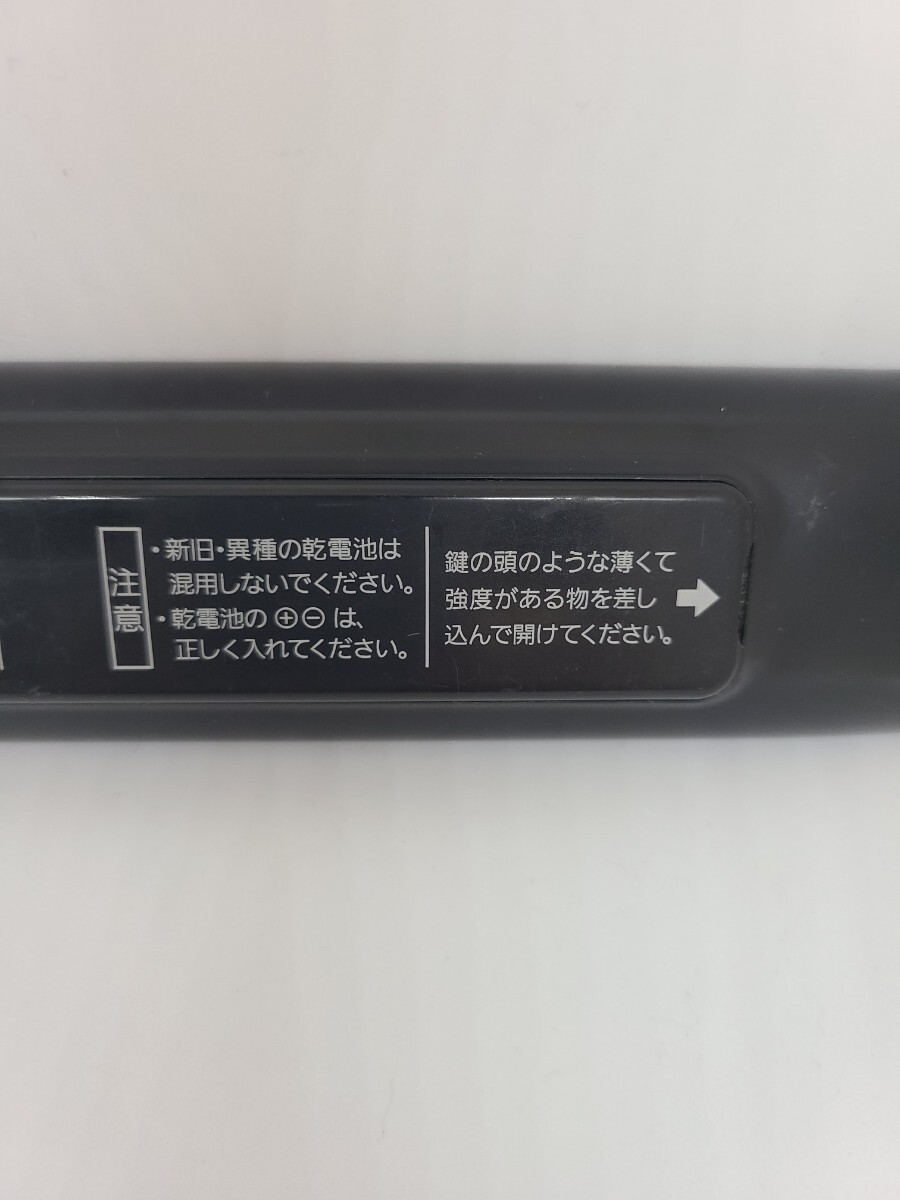 注意
・新旧・異種の乾電池は
混用しないでください。
・乾電池の⊕⊖は、
正しく入れてください。
鍵の頭のような薄くて
強度がある物を差し
込んで開けてください。